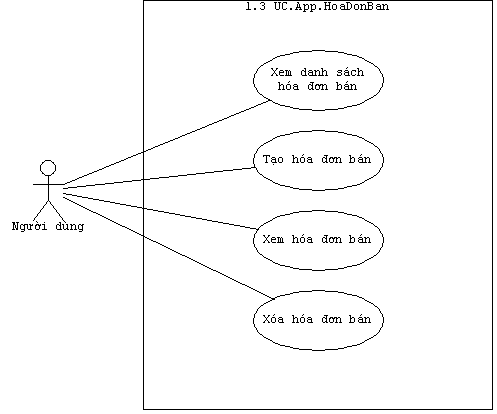 1.3 UC.App.HoaDonBan
Xem danh sách
hóa đơn bán
Tạo hóa đơn bán
Người dung
Xem hóa đơn bán
Xóa hóa đơn bán